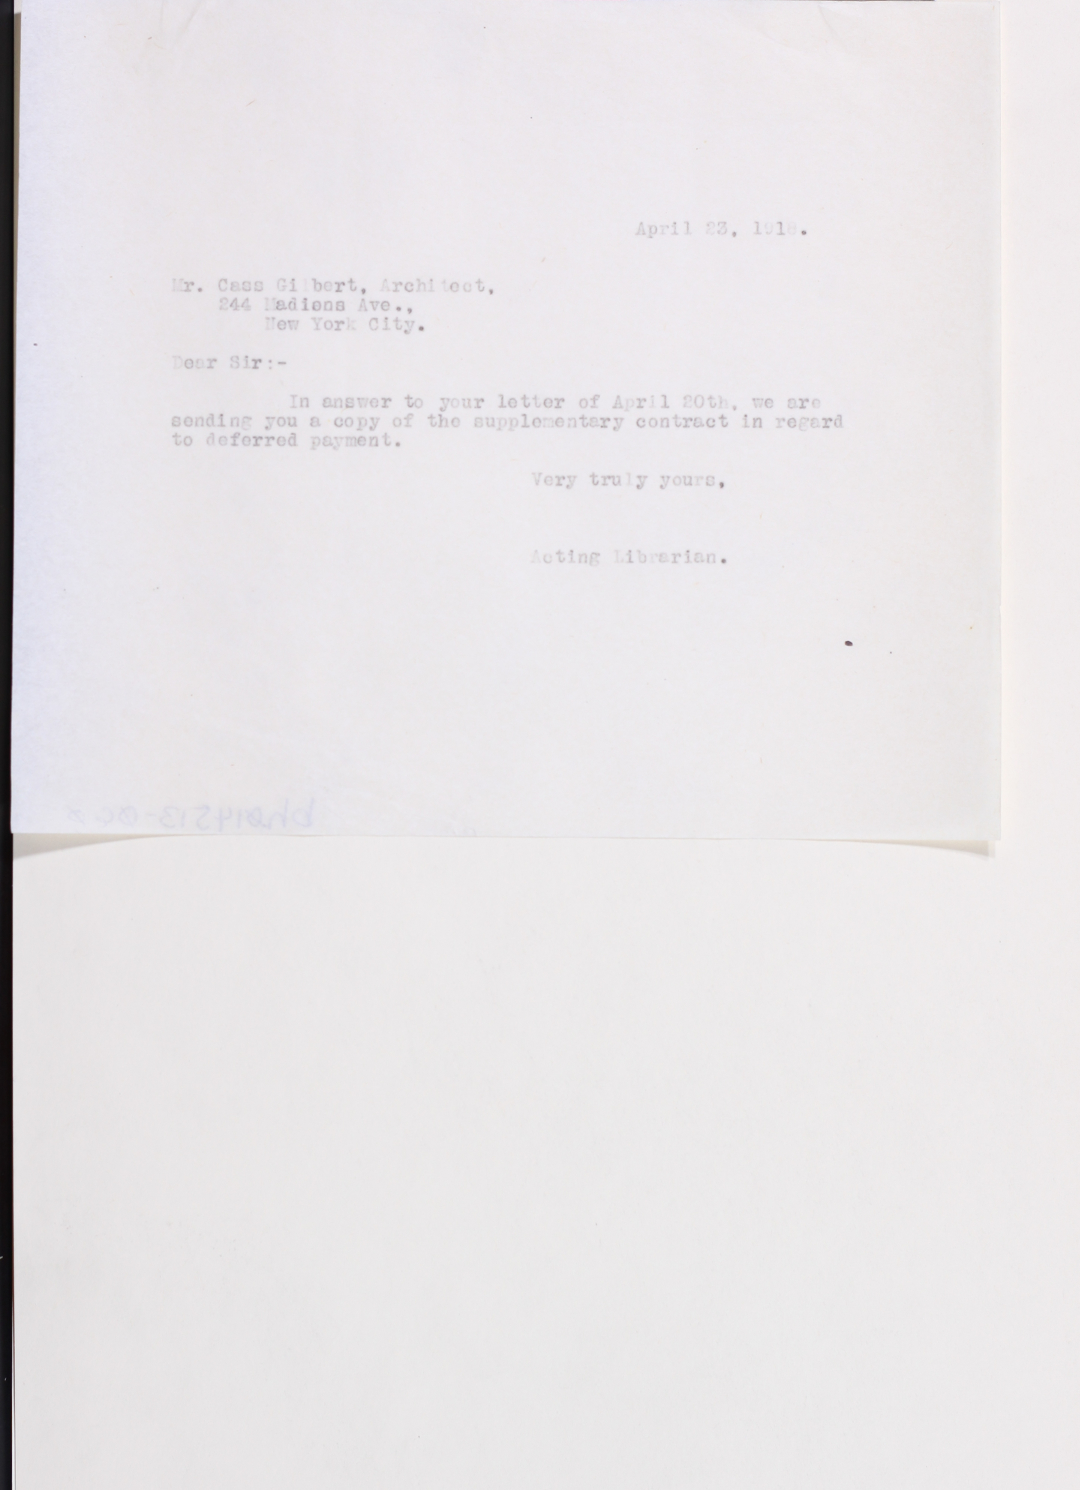 April 23, 1918.
Mr. Cass Gilbert, Architect,
244 Madions Ave.,
New York City.
Dear Sir:-
In answer to your letter of April 20th, we are
sending you a copy of the supplementary contract in regard
to deferred payment.
Very truly yours,
Acting Librarian.